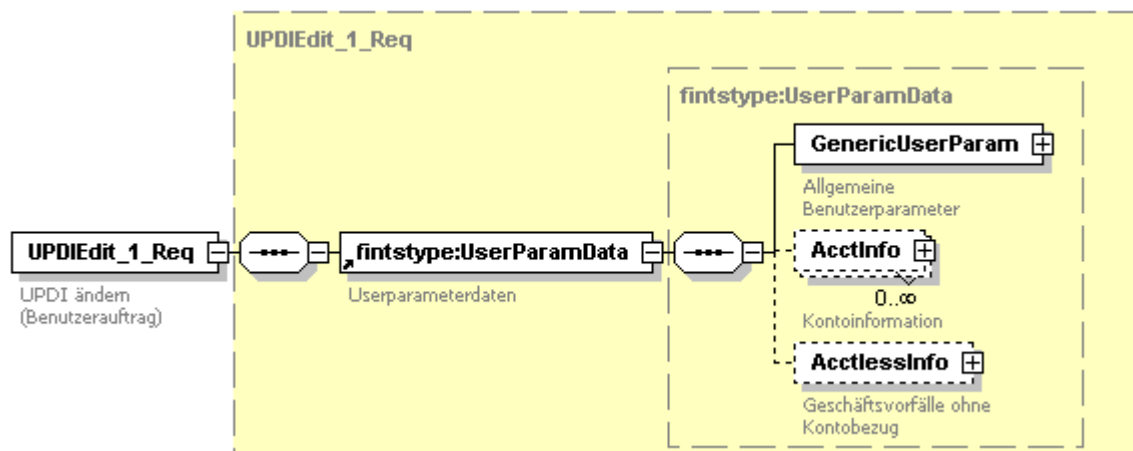 UPDIEdit_1_Req
fintstype:UserParamData
GenericUserParam
Allgemeine
Benutzerparameter
UPDIEdit_1_Req
UPDI ändern
(Benutzerauftrag)
fintstype:UserParamData
Userparameterdaten
AcctInfo
0..∞
Kontoinformation
AcctlessInfo
Geschäftsvorfälle ohne
Kontobezug